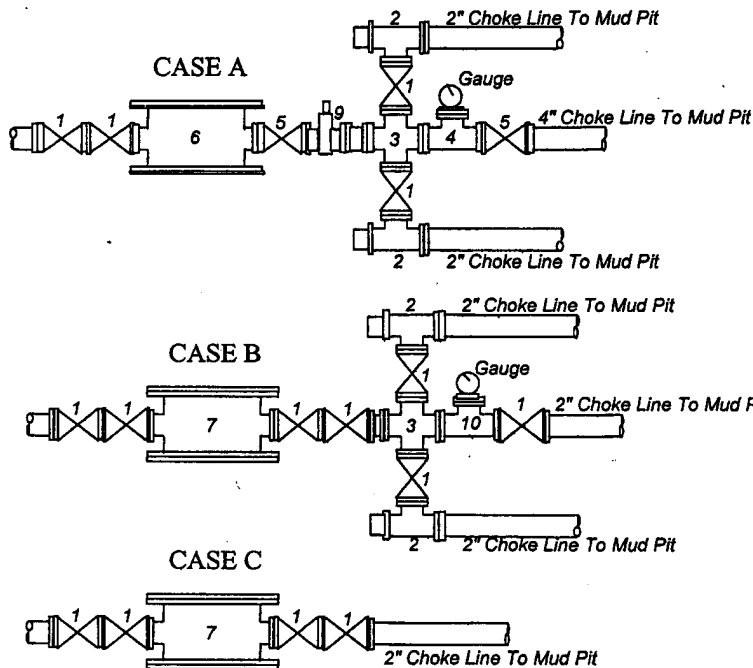 2
2" Choke Line To Mud Pit
CASE A
1
Gauge
1 1 6 5 9 3 4 5
4" Choke Line To Mud Pit
1
2
2" Choke Line To Mud Pit
2
2" Choke Line To Mud Pit
CASE B
1
Gauge
1 1 7 1 1 3 10 1
2" Choke Line To Mud P
1
2
2" Choke Line To Mud Pit
CASE C
1 1 7 1 1
2" Choke Line To Mud Pit